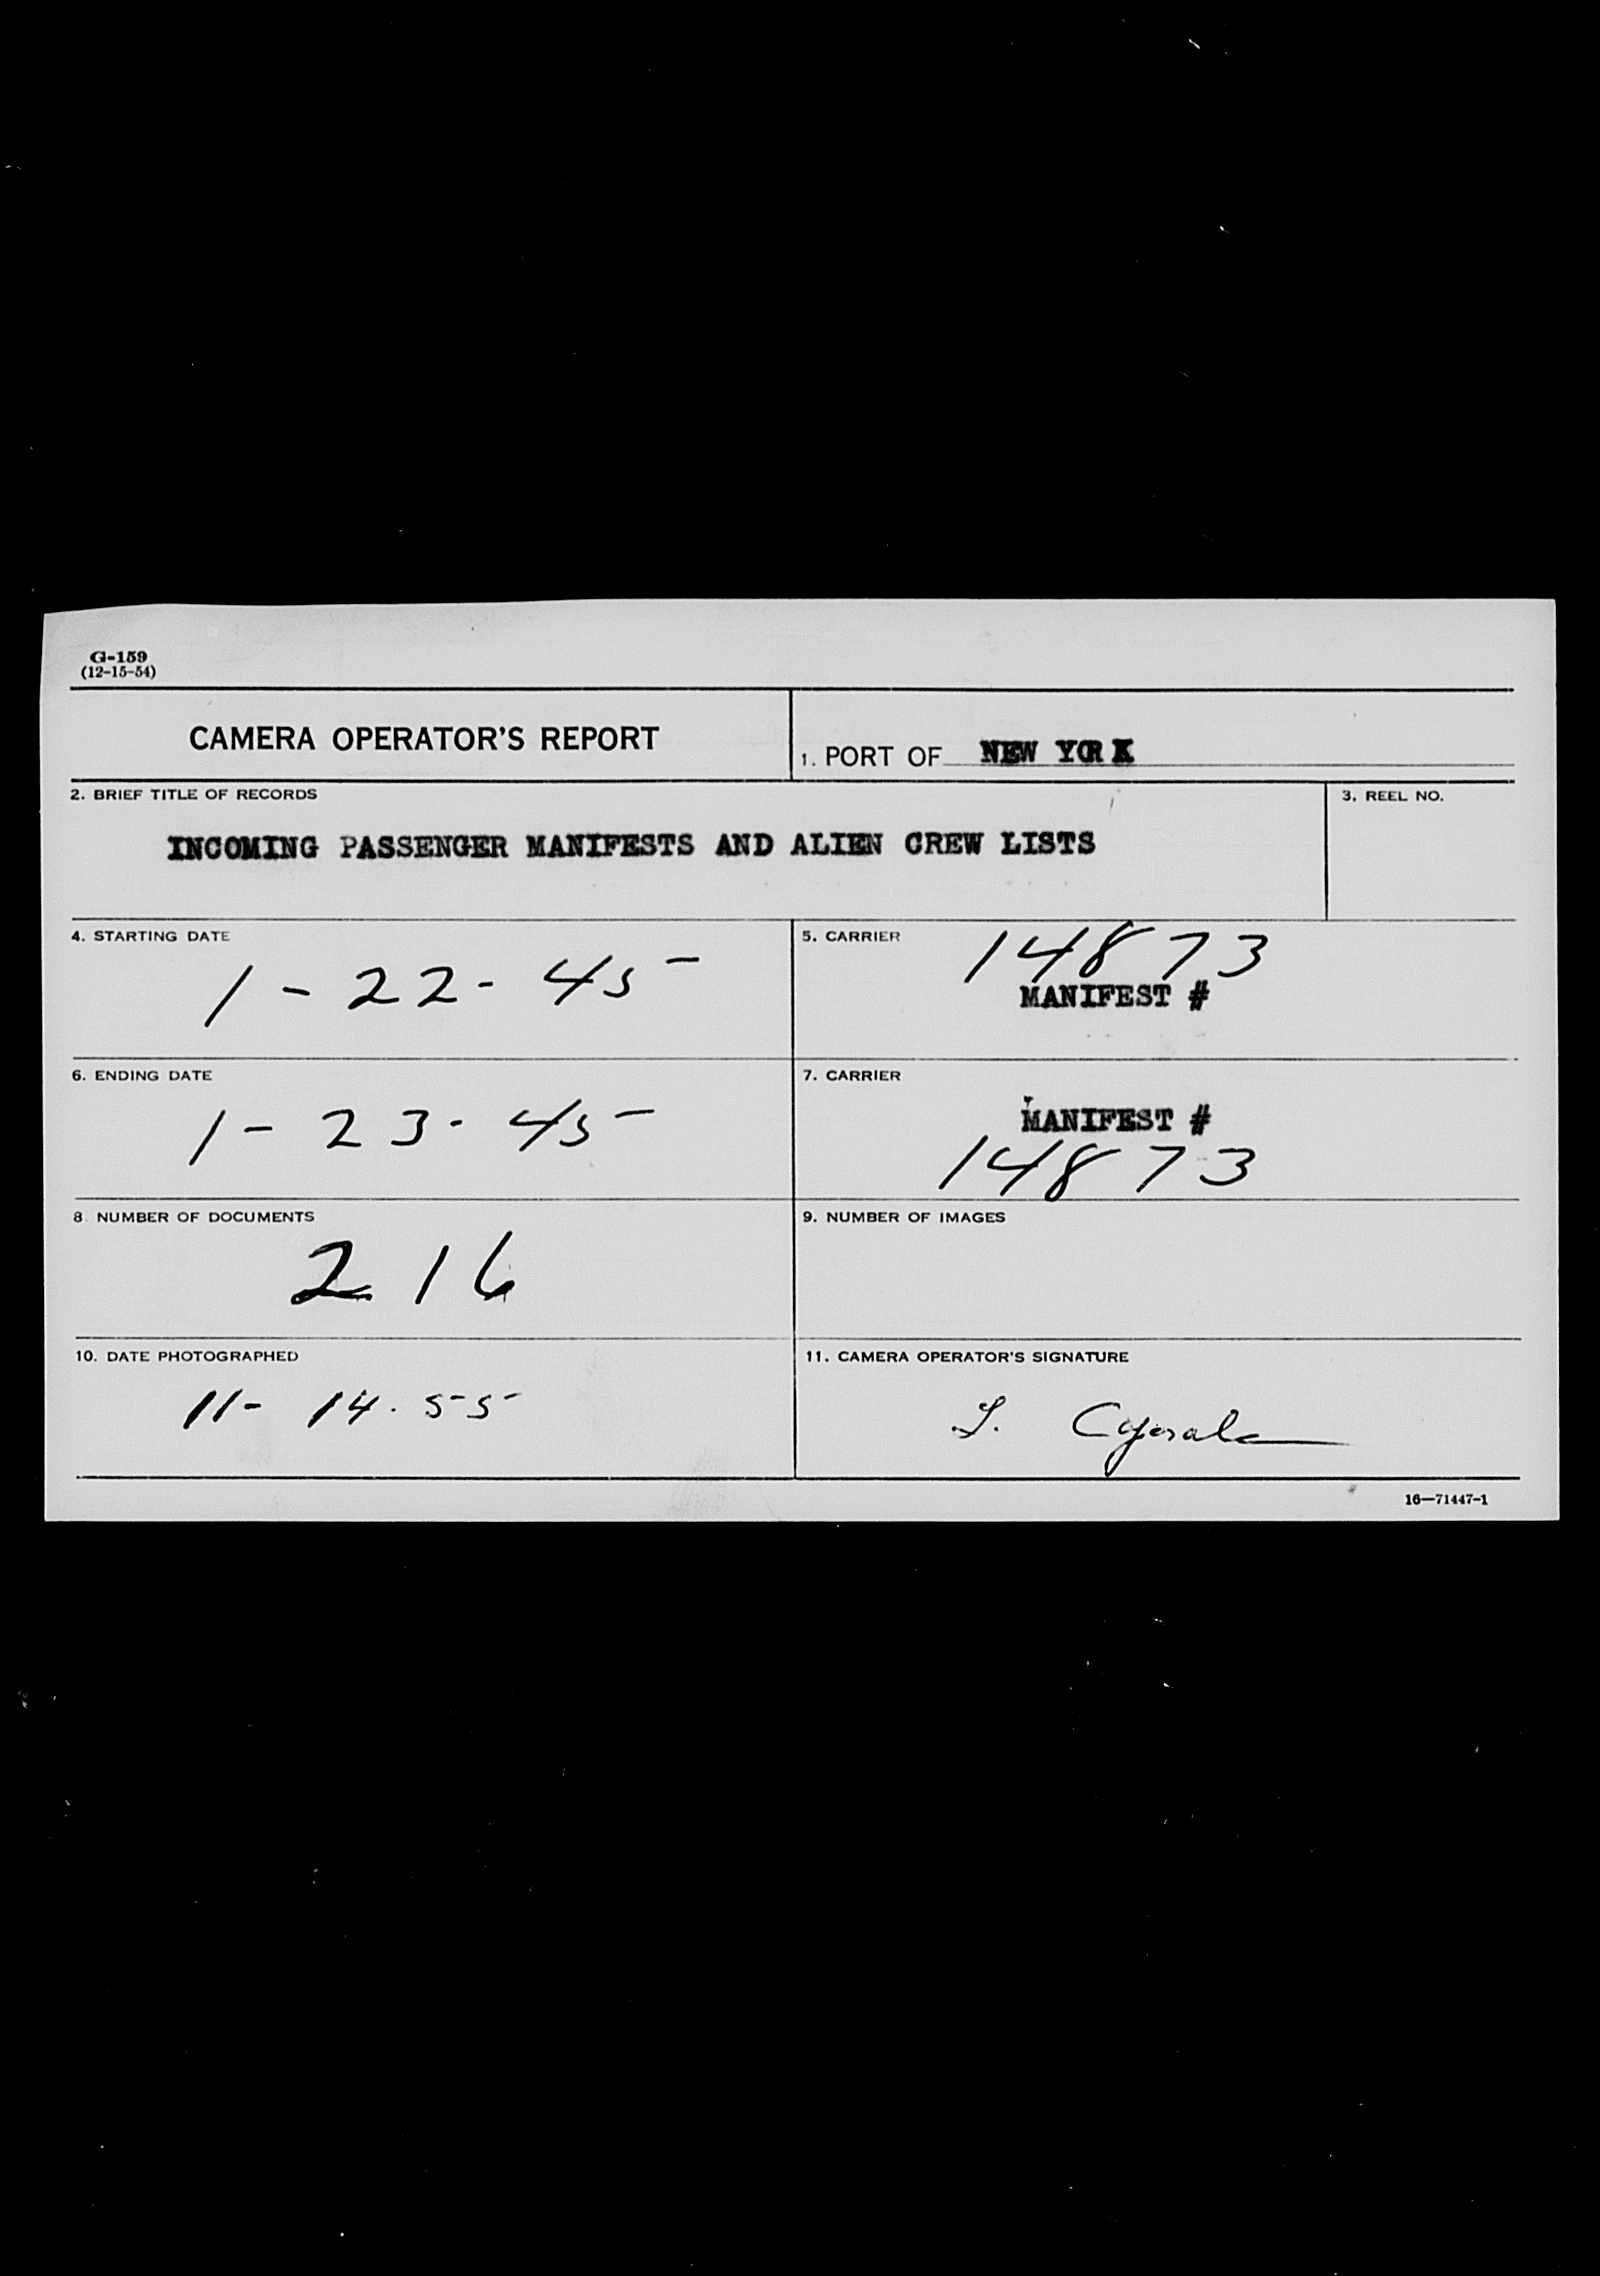 G-159
(12-15-54)
CAMERA OPERATOR'S REPORT
1. PORT OF NEW YORK
2. BRIEF TITLE OF RECORDS
INCOMING PASSENGER MANIFESTS AND ALIEN CREW LISTS
3. REEL NO.
4. STARTING DATE
1-22-45
5. CARRIER
14873
MANIFEST #
6. ENDING DATE
1-23-45
7. CARRIER
MANIFEST #
14873
8. NUMBER OF DOCUMENTS
216
9. NUMBER OF IMAGES
10. DATE PHOTOGRAPHED
11-14-55
11. CAMERA OPERATOR'S SIGNATURE
16—71447-1